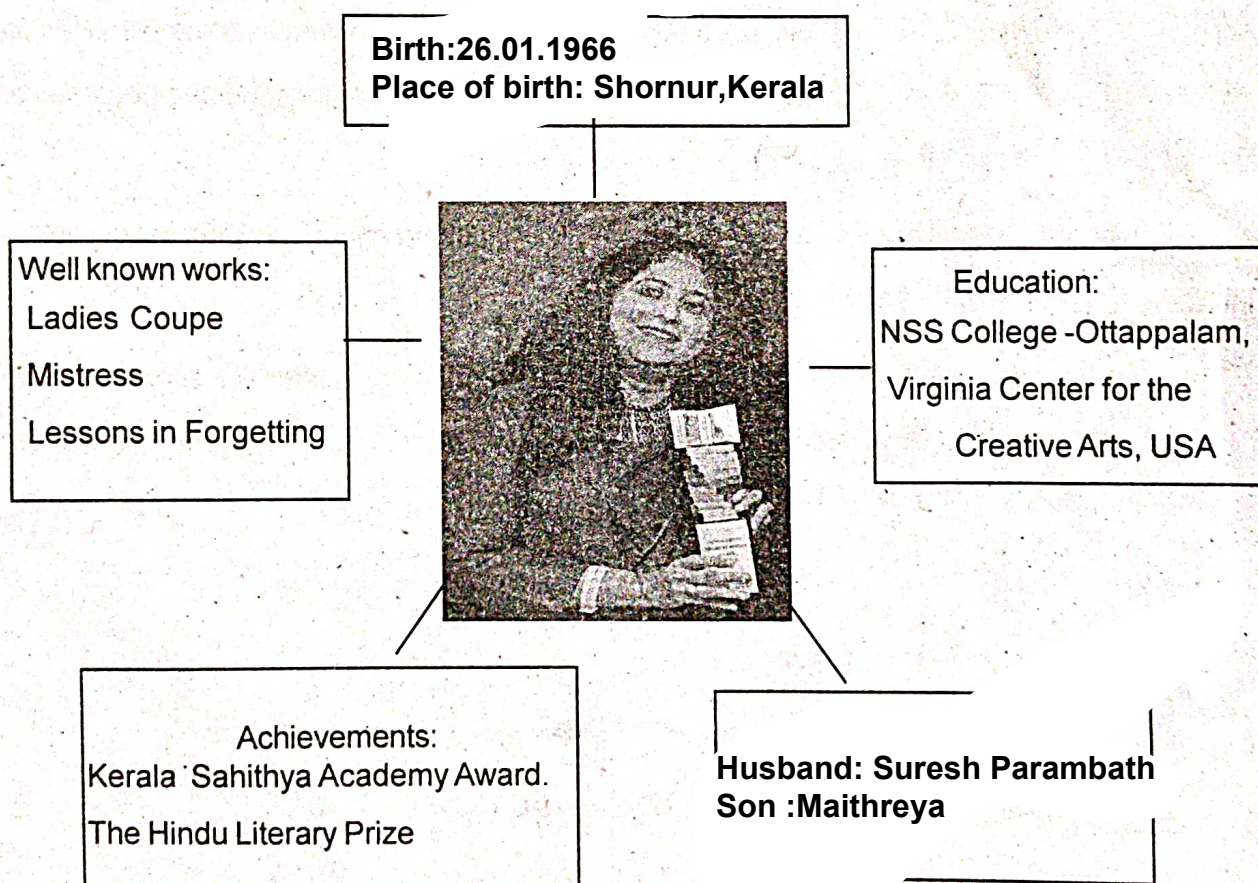 Birth:26.01.1966
Place of birth: Shornur,Kerala
Well known works:
Ladies Coupe
Mistress
Lessons in Forgetting
Education:
NSS College -Ottappalam,
Virginia Center for the
Creative Arts, USA
Achievements:
Kerala Sahithya Academy Award.
The Hindu Literary Prize
Husband: Suresh Parambath
Son :Maithreya